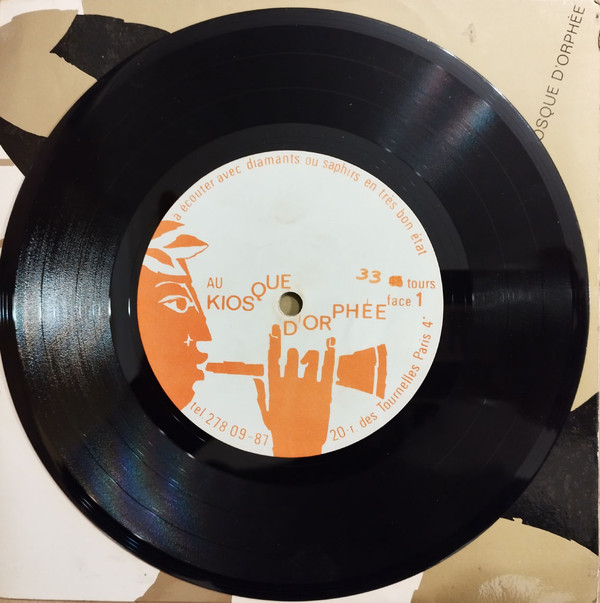 OSQUE D'ORPHÉE
à écouter avec diamants ou saphirs en très bon état
33 tours
face 1
AU
KIOSQUE
D'ORPHÉE
tel 278 09-87
20·r. des Tournelles Paris 4°